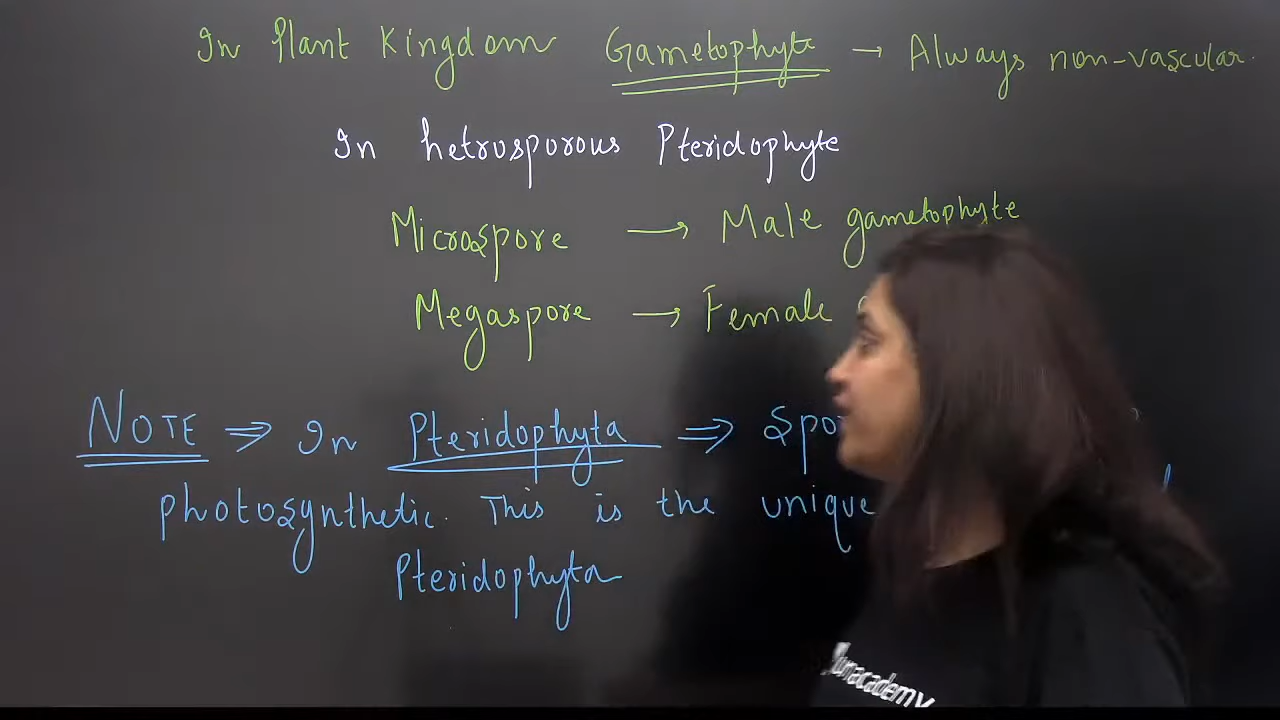 In Plant Kingdom Gametophyte → Always non-vascular.
In hetrosporous Pteridophyte
Microspore → Male gametophyte
Megaspore → Female
NOTE ⇒ In Pteridophyta ⇒
photosynthetic. This is the unique
Pteridophyta
unacademy